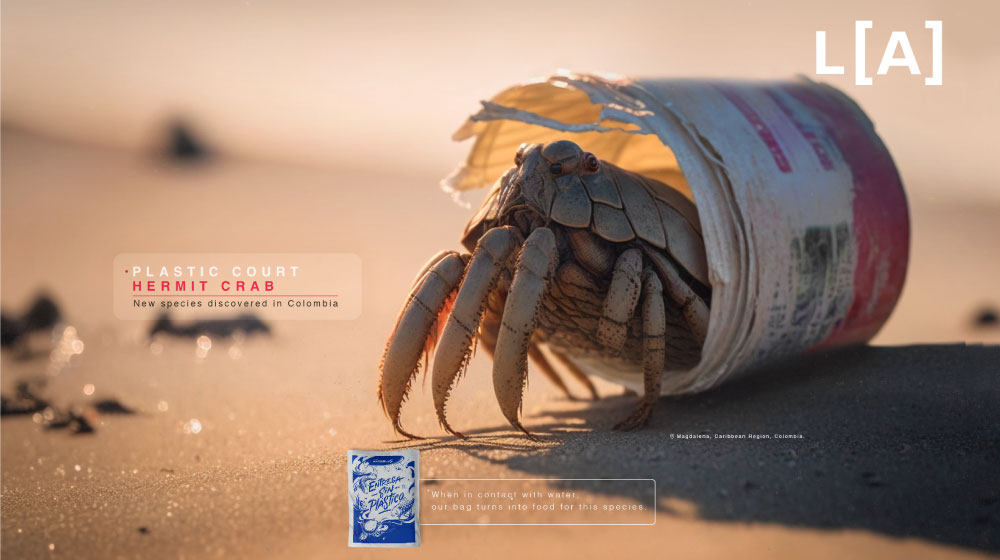 L[A]
PLASTIC COURT
HERMIT CRAB
New species discovered in Colombia
Magdalena, Caribbean Region, Colombia.
ENTREGA
SIN
PLÁSTICO
When in contact with water,
our bag turns into food for this species.